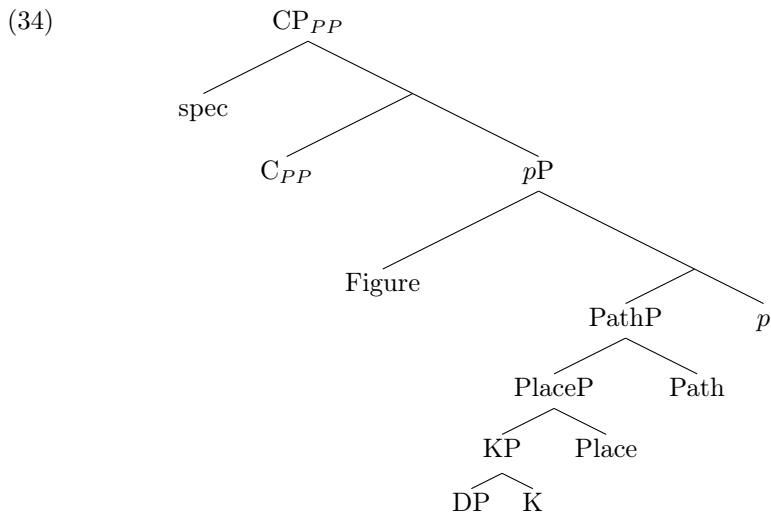 (34)
CP_PP
spec
C_PP pP
Figure
PathP p
PlaceP Path
KP Place
DP K